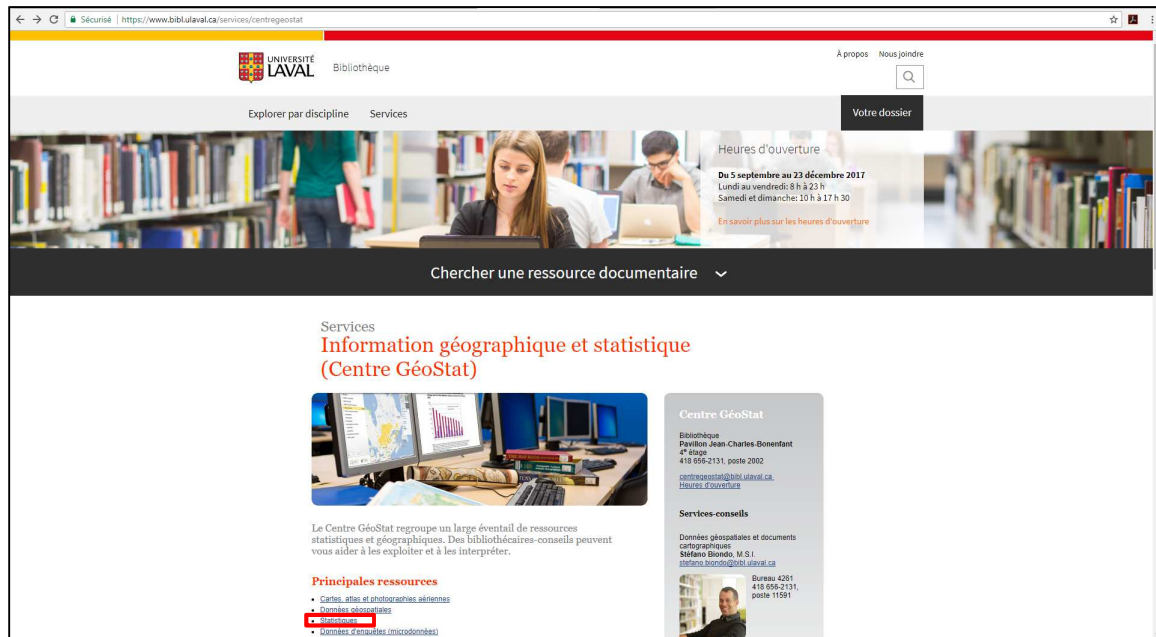 Sécurisé | https://www.bibl.ulaval.ca/services/centregeostat
UNIVERSITÉ
LAVAL
Bibliothèque
À propos Nous joindre
Explorer par discipline Services
Votre dossier
Heures d'ouverture
Du 5 septembre au 23 décembre 2017
Lundi au vendredi: 8 h à 23 h
Samedi et dimanche: 10 h à 17 h 30
En savoir plus sur les heures d'ouverture
Chercher une ressource documentaire
Services
Information géographique et statistique
(Centre GéoStat)
Le Centre GéoStat regroupe un large éventail de ressources
statistiques et géographiques. Des bibliothécaires-conseils peuvent
vous aider à les exploiter et à les interpréter.
Principales ressources
Cartes, atlas et photographies aériennes
Données géospatiales
Statistiques
Données d'enquêtes (microdonnées)
Centre GéoStat
Bibliothèque
Pavillon Jean-Charles-Bonenfant
4e étage
418 656-2131, poste 2002
centregeostat@bibl.ulaval.ca
Heures d'ouverture
Services-conseils
Données géospatiales et documents
cartographiques
Stéfano Biondo, M.S.I.
stefano.biondo@bibl.ulaval.ca
Bureau 4261
418 656-2131,
poste 11591